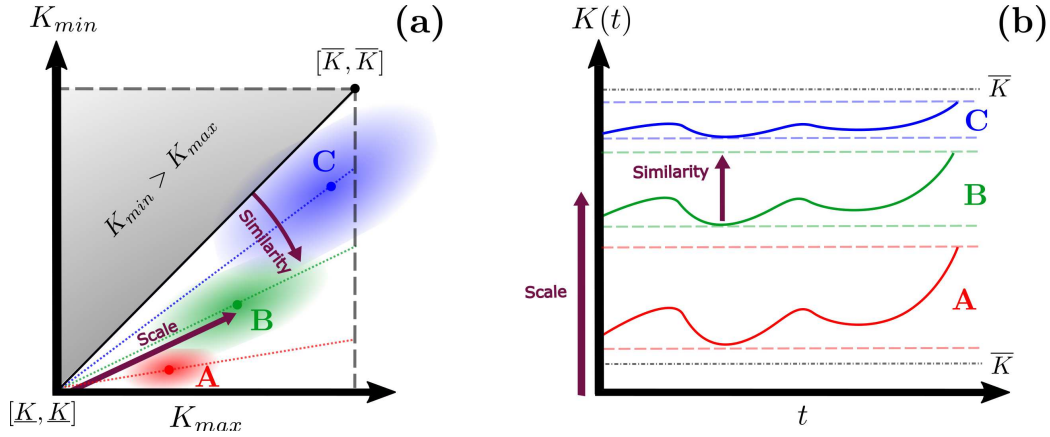 (a)
K_min
[K̅, K̅]
K_min > K_max
C
Similarity
B
Scale
A
[K̲, K̲]
K_max
(b)
K(t)
K̅
C
Similarity
B
Scale
A
K̅
t